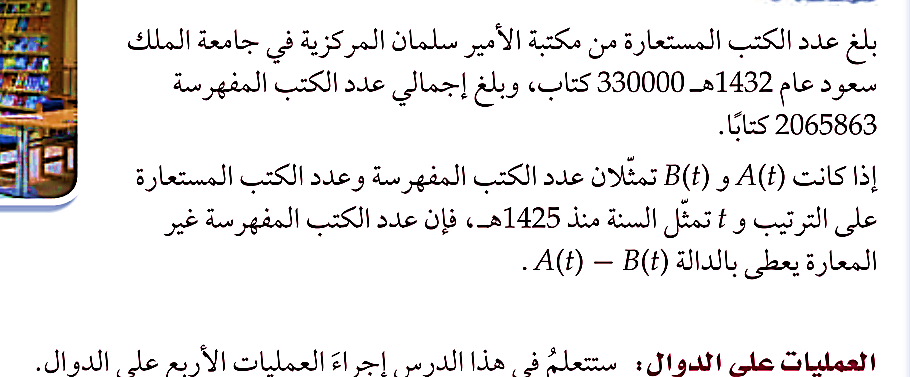 بلغ عدد الكتب المستعارة من مكتبة الأمير سلمان المركزية في جامعة الملك
سعود عام 1432هـ 330000 كتاب، وبلغ إجمالي عدد الكتب المفهرسة
2065863 كتابًا.
إذا كانت A(t) و B(t) تمثّلان عدد الكتب المفهرسة وعدد الكتب المستعارة
على الترتيب و t تمثّل السنة منذ 1425هـ، فإن عدد الكتب المفهرسة غير
المعارة يعطى بالدالة A(t) − B(t) .
العمليات على الدوال: ستتعلمُ في هذا الدرس إجراءَ العمليات الأربع على الدوال.